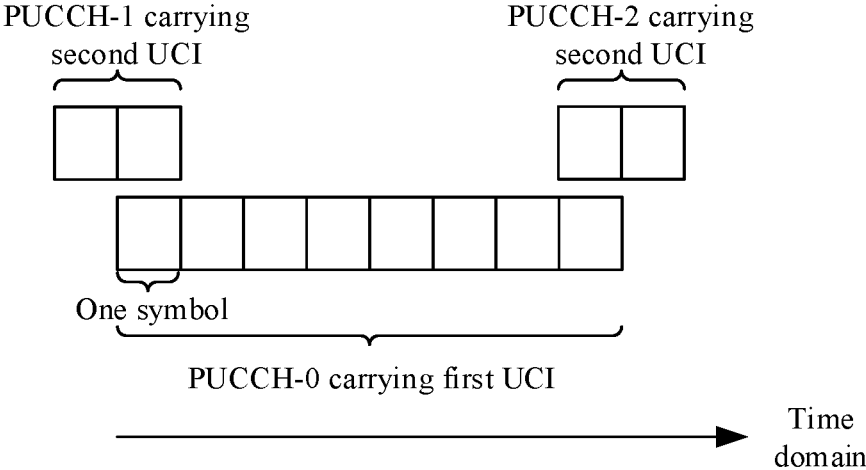 PUCCH-1 carrying
second UCI
PUCCH-2 carrying
second UCI
One symbol
PUCCH-0 carrying first UCI
Time
domain